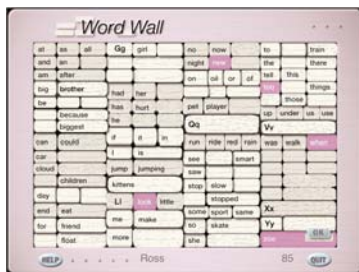 Word Wall
at as all Gg girl no now to train
and an night new the there
am after on oil or of tell this
big brother had her too things
be has hurt pet player those
because he Qq up under us use
biggest Vv
can could if it in run ride red rain was walk when
car I is see smart
cloud jump jumping saw
children kittens stop slow
day Ll look little stopped
end eat me make some sport same Xx
for friend so skate Yy OK
float more she you
HELP Ross 85 QUIT